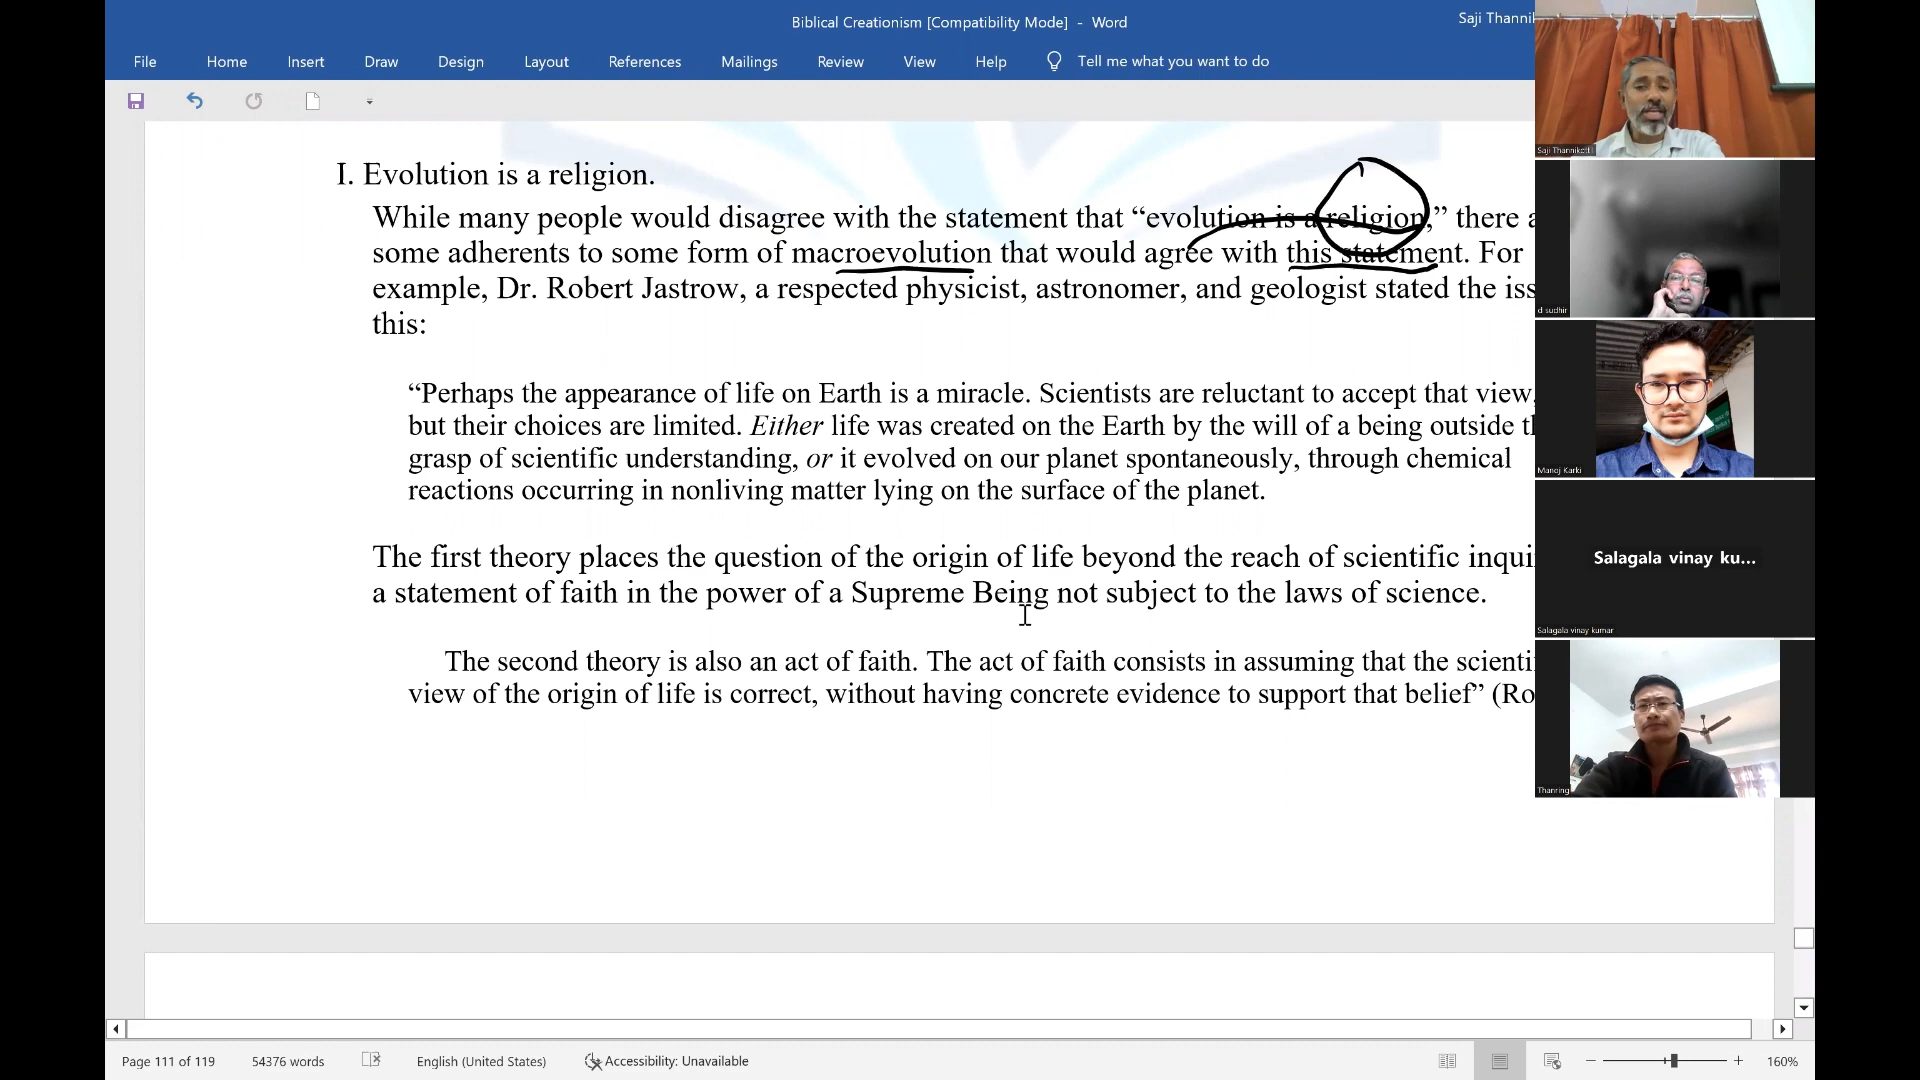 Biblical Creationism [Compatibility Mode] - Word
Saji Thannik
File Home Insert Draw Design Layout References Mailings Review View Help Tell me what you want to do
I. Evolution is a religion.
While many people would disagree with the statement that “evolution is a religion,” there a
some adherents to some form of macroevolution that would agree with this statement. For
example, Dr. Robert Jastrow, a respected physicist, astronomer, and geologist stated the iss
this:
“Perhaps the appearance of life on Earth is a miracle. Scientists are reluctant to accept that view,
but their choices are limited. Either life was created on the Earth by the will of a being outside th
grasp of scientific understanding, or it evolved on our planet spontaneously, through chemical
reactions occurring in nonliving matter lying on the surface of the planet.
The first theory places the question of the origin of life beyond the reach of scientific inqui
a statement of faith in the power of a Supreme Being not subject to the laws of science.
The second theory is also an act of faith. The act of faith consists in assuming that the scienti
view of the origin of life is correct, without having concrete evidence to support that belief” (Ro
Saji Thannikott
d sudhir
Manoj Karki
Salagala vinay ku...
Salagala vinay kumar
Thanring
Page 111 of 119 54376 words English (United States) Accessibility: Unavailable 160%